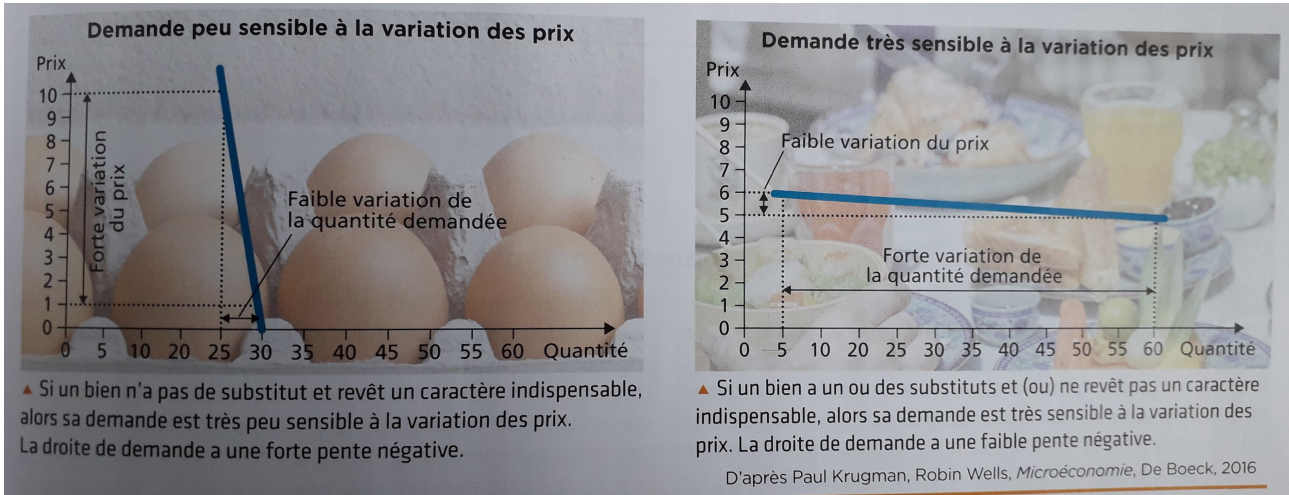 Demande peu sensible à la variation des prix
Prix
10
9
8
7
6
5
4
3
2
1
0
Forte variation
du prix
Faible variation de
la quantité demandée
0 5 10 20 25 30 35 40 45 50 55 60 Quantité
▲ Si un bien n'a pas de substitut et revêt un caractère indispensable,
alors sa demande est très peu sensible à la variation des prix.
La droite de demande a une forte pente négative.
Demande très sensible à la variation des prix
Prix
10
9
8
7
6
5
4
3
2
1
0
Faible variation du prix
Forte variation de
la quantité demandée
0 5 10 20 25 30 35 40 45 50 55 60 Quantité
▲ Si un bien a un ou des substituts et (ou) ne revêt pas un caractère
indispensable, alors sa demande est très sensible à la variation des
prix. La droite de demande a une faible pente négative.
D'après Paul Krugman, Robin Wells, Microéconomie, De Boeck, 2016